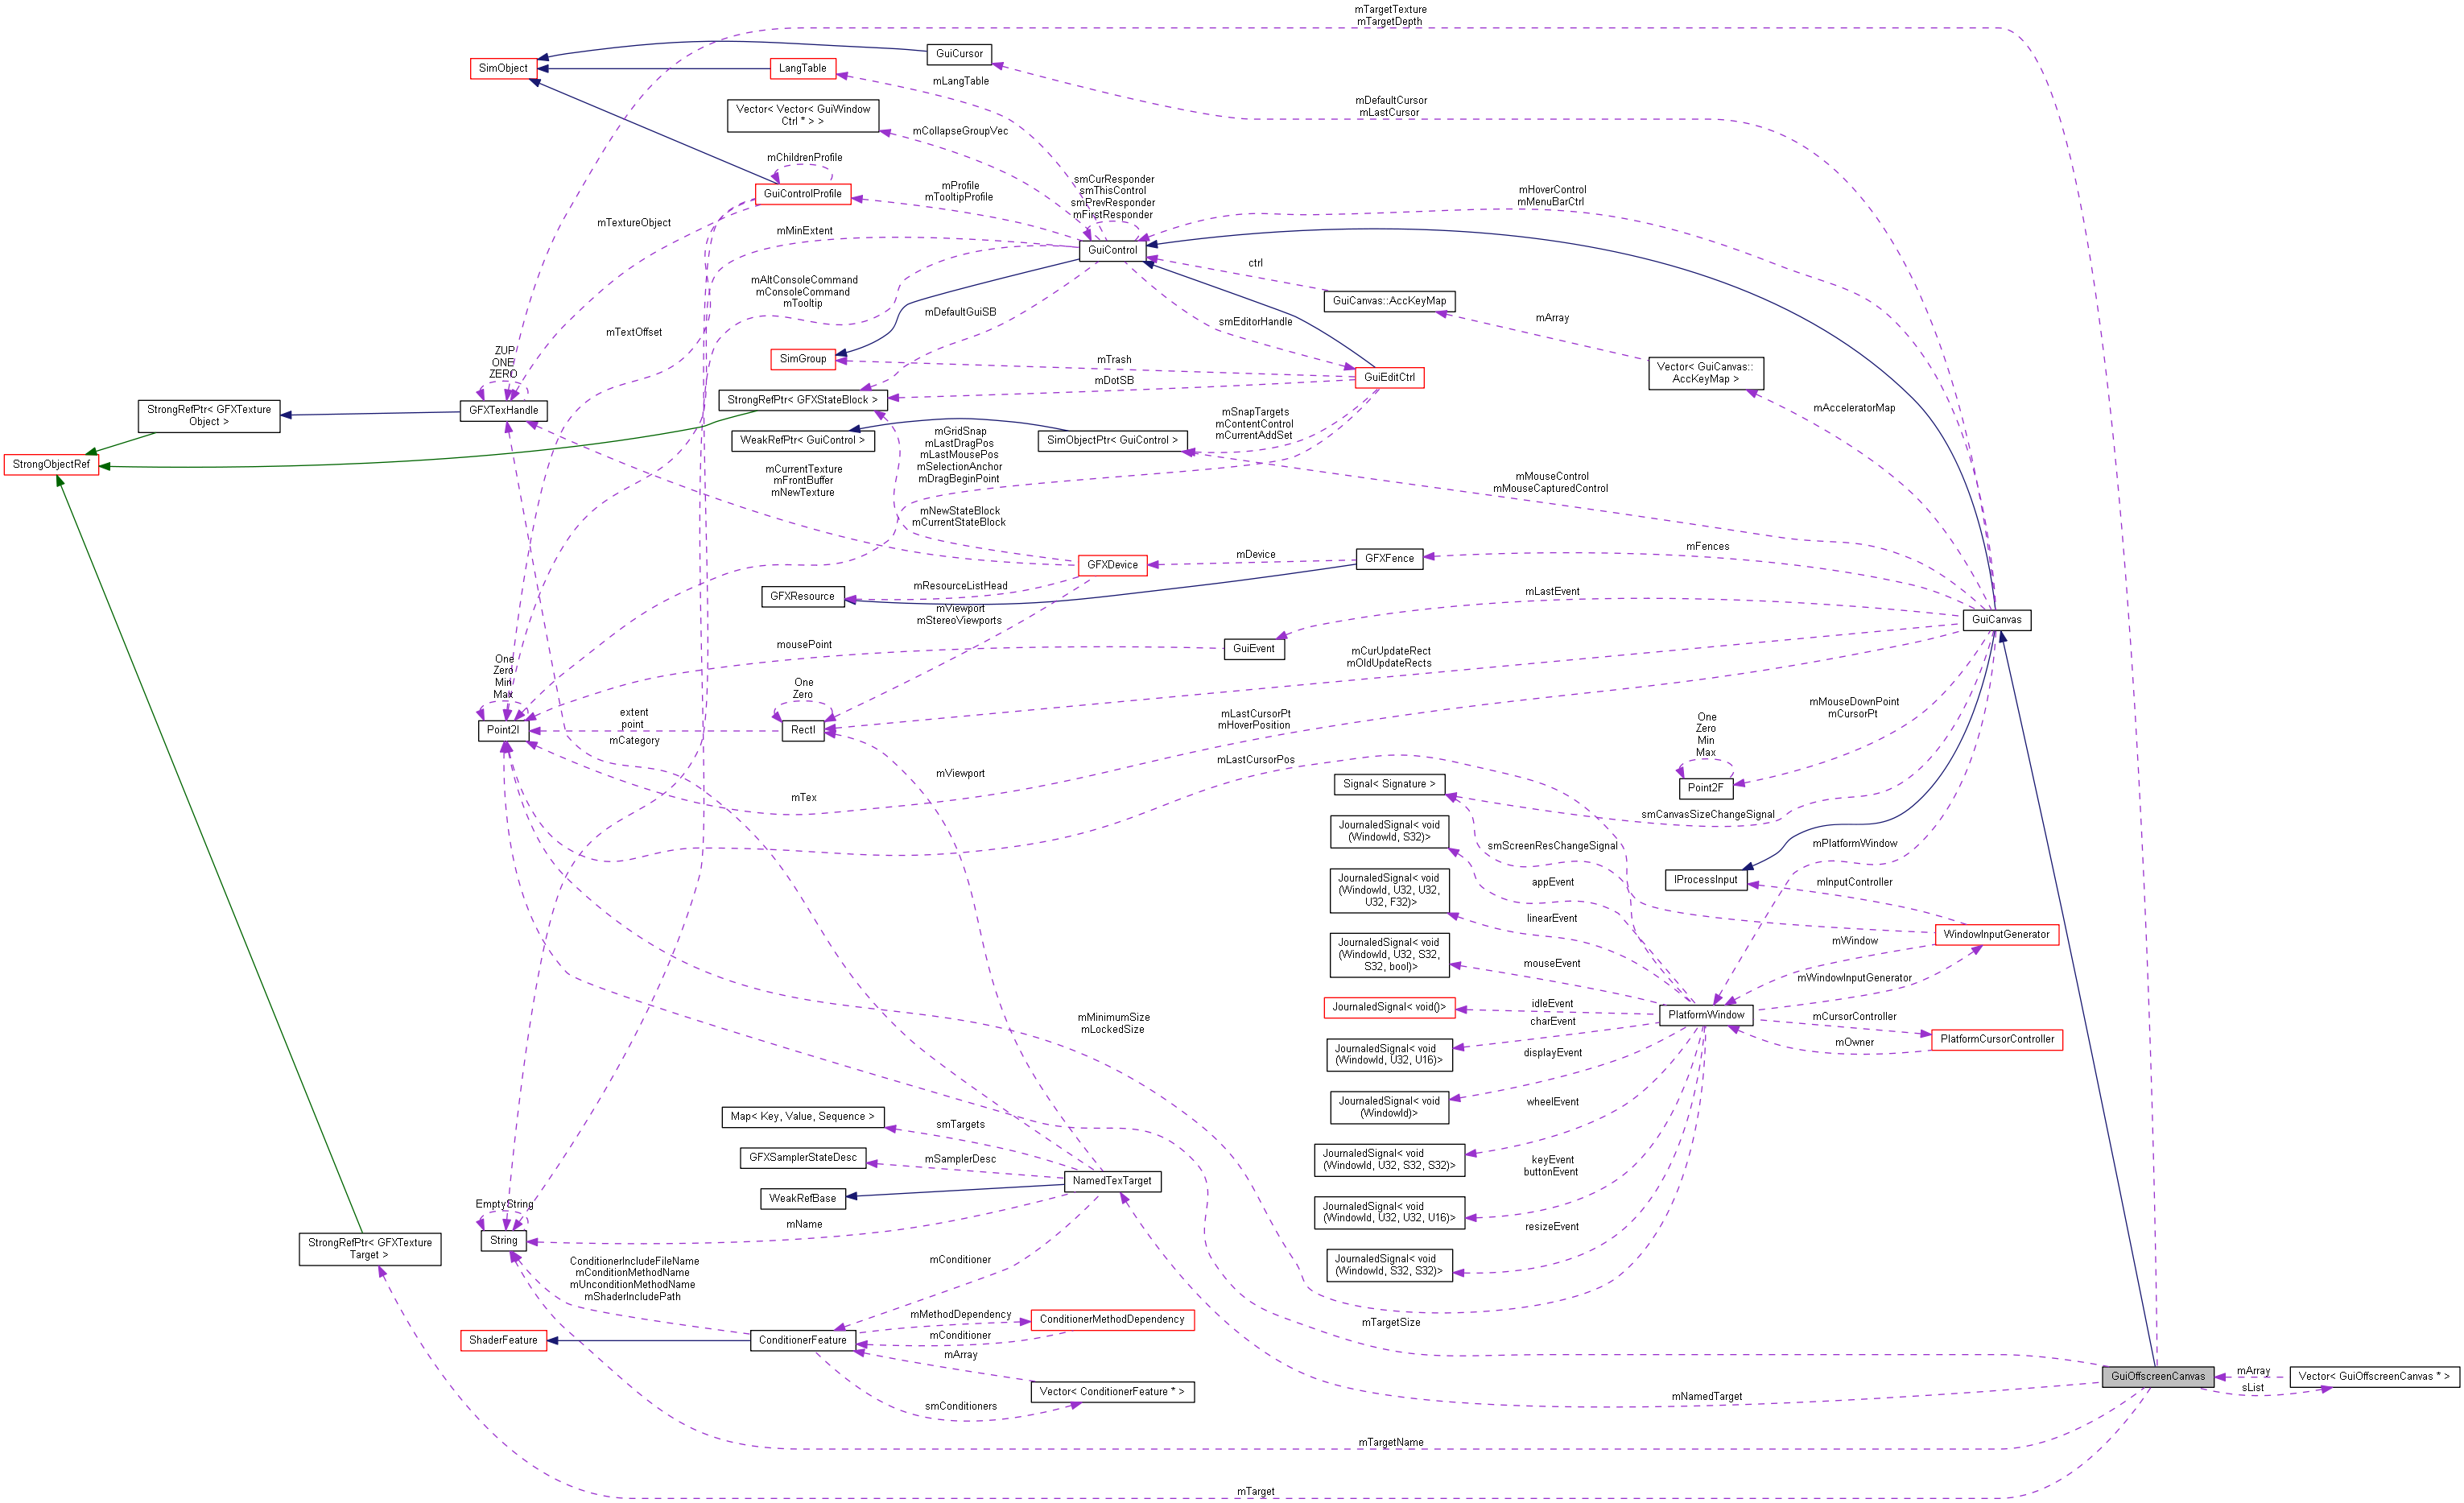 mTargetTexture
mTargetDepth
GuiCursor
SimObject
LangTable
mLangTable
mDefaultCursor
mLastCursor
Vector< Vector< GuiWindow
Ctrl * > >
mCollapseGroupVec
mChildrenProfile
GuiControlProfile
mProfile
mTooltipProfile
smCurResponder
smThisControl
smPrevResponder
mFirstResponder
mHoverControl
mMenuBarCtrl
mTextureObject
mMinExtent
GuiControl
ctrl
mAltConsoleCommand
mConsoleCommand
mTooltip
GuiCanvas::AccKeyMap
mDefaultGuiSB
smEditorHandle
mArray
mTextOffset
SimGroup
mTrash
ZUP
ONE
ZERO
Vector< GuiCanvas::
AccKeyMap >
GuiEditCtrl
mDotSB
StrongRefPtr< GFXStateBlock >
StrongRefPtr< GFXTexture
Object >
GFXTexHandle
mAcceleratorMap
mSnapTargets
mContentControl
mCurrentAddSet
WeakRefPtr< GuiControl >
SimObjectPtr< GuiControl >
mGridSnap
mLastDragPos
mLastMousePos
mSelectionAnchor
mDragBeginPoint
StrongObjectRef
mCurrentTexture
mFrontBuffer
mNewTexture
mMouseControl
mMouseCapturedControl
mNewStateBlock
mCurrentStateBlock
GFXDevice
mDevice
GFXFence
mFences
mResourceListHead
GFXResource
mLastEvent
mViewport
mStereoViewports
GuiCanvas
mousePoint
GuiEvent
mCurUpdateRect
mOldUpdateRects
One
Zero
Min
Max
One
Zero
extent
point
Point2I
RectI
mCategory
mLastCursorPt
mHoverPosition
mMouseDownPoint
mCursorPt
One
Zero
Min
Max
mViewport
mLastCursorPos
mTex
Signal< Signature >
Point2F
smCanvasSizeChangeSignal
JournaledSignal< void
(WindowId, S32)>
smScreenResChangeSignal
mPlatformWindow
appEvent
IProcessInput
mInputController
JournaledSignal< void
(WindowId, U32, U32,
U32, F32)>
linearEvent
WindowInputGenerator
mWindow
JournaledSignal< void
(WindowId, U32, S32,
S32, bool)>
mouseEvent
mWindowInputGenerator
JournaledSignal< void()>
idleEvent
PlatformWindow
mCursorController
mMinimumSize
mLockedSize
charEvent
PlatformCursorController
mOwner
JournaledSignal< void
(WindowId, U32, U16)>
displayEvent
JournaledSignal< void
(WindowId)>
wheelEvent
Map< Key, Value, Sequence >
smTargets
GFXSamplerStateDesc
mSamplerDesc
JournaledSignal< void
(WindowId, U32, S32, S32)>
keyEvent
buttonEvent
NamedTexTarget
WeakRefBase
EmptyString
mName
JournaledSignal< void
(WindowId, U32, U32, U16)>
resizeEvent
String
StrongRefPtr< GFXTexture
Target >
mConditioner
JournaledSignal< void
(WindowId, S32, S32)>
ConditionerIncludeFileName
mConditionMethodName
mUnconditionMethodName
mShaderIncludePath
mMethodDependency
ConditionerMethodDependency
mTargetSize
ShaderFeature
ConditionerFeature
mConditioner
mArray
Vector< ConditionerFeature * >
smConditioners
mNamedTarget
GuiOffscreenCanvas
mArray
sList
Vector< GuiOffscreenCanvas * >
mTargetName
mTarget